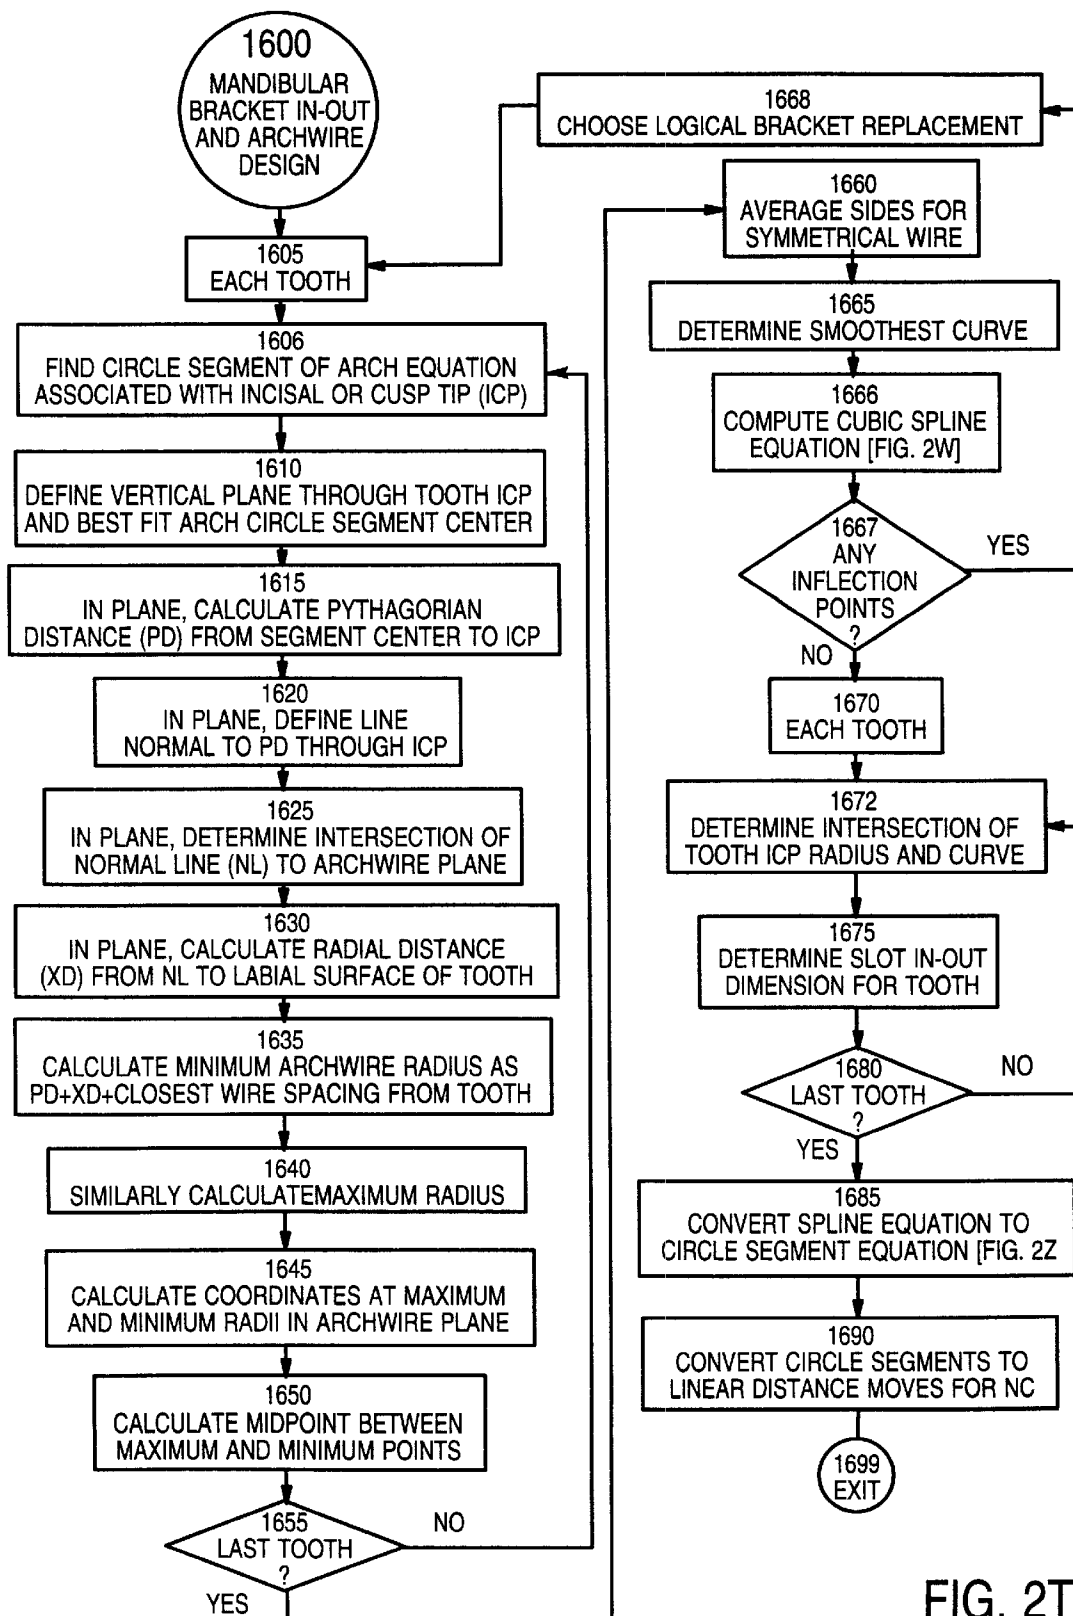 1600
MANDIBULAR
BRACKET IN-OUT
AND ARCHWIRE
DESIGN
1605
EACH TOOTH
1606
FIND CIRCLE SEGMENT OF ARCH EQUATION
ASSOCIATED WITH INCISAL OR CUSP TIP (ICP)
1610
DEFINE VERTICAL PLANE THROUGH TOOTH ICP
AND BEST FIT ARCH CIRCLE SEGMENT CENTER
1615
IN PLANE, CALCULATE PYTHAGORIAN
DISTANCE (PD) FROM SEGMENT CENTER TO ICP
1620
IN PLANE, DEFINE LINE
NORMAL TO PD THROUGH ICP
1625
IN PLANE, DETERMINE INTERSECTION OF
NORMAL LINE (NL) TO ARCHWIRE PLANE
1630
IN PLANE, CALCULATE RADIAL DISTANCE
(XD) FROM NL TO LABIAL SURFACE OF TOOTH
1635
CALCULATE MINIMUM ARCHWIRE RADIUS AS
PD+XD+CLOSEST WIRE SPACING FROM TOOTH
1640
SIMILARLY CALCULATEMAXIMUM RADIUS
1645
CALCULATE COORDINATES AT MAXIMUM
AND MINIMUM RADII IN ARCHWIRE PLANE
1650
CALCULATE MIDPOINT BETWEEN
MAXIMUM AND MINIMUM POINTS
1655
LAST TOOTH
?
NO
YES
1668
CHOOSE LOGICAL BRACKET REPLACEMENT
1660
AVERAGE SIDES FOR
SYMMETRICAL WIRE
1665
DETERMINE SMOOTHEST CURVE
1666
COMPUTE CUBIC SPLINE
EQUATION [FIG. 2W]
1667
ANY
INFLECTION
POINTS
?
YES
NO
1670
EACH TOOTH
1672
DETERMINE INTERSECTION OF
TOOTH ICP RADIUS AND CURVE
1675
DETERMINE SLOT IN-OUT
DIMENSION FOR TOOTH
1680
LAST TOOTH
?
NO
YES
1685
CONVERT SPLINE EQUATION TO
CIRCLE SEGMENT EQUATION [FIG. 2Z
1690
CONVERT CIRCLE SEGMENTS TO
LINEAR DISTANCE MOVES FOR NC
1699
EXIT
FIG. 2T